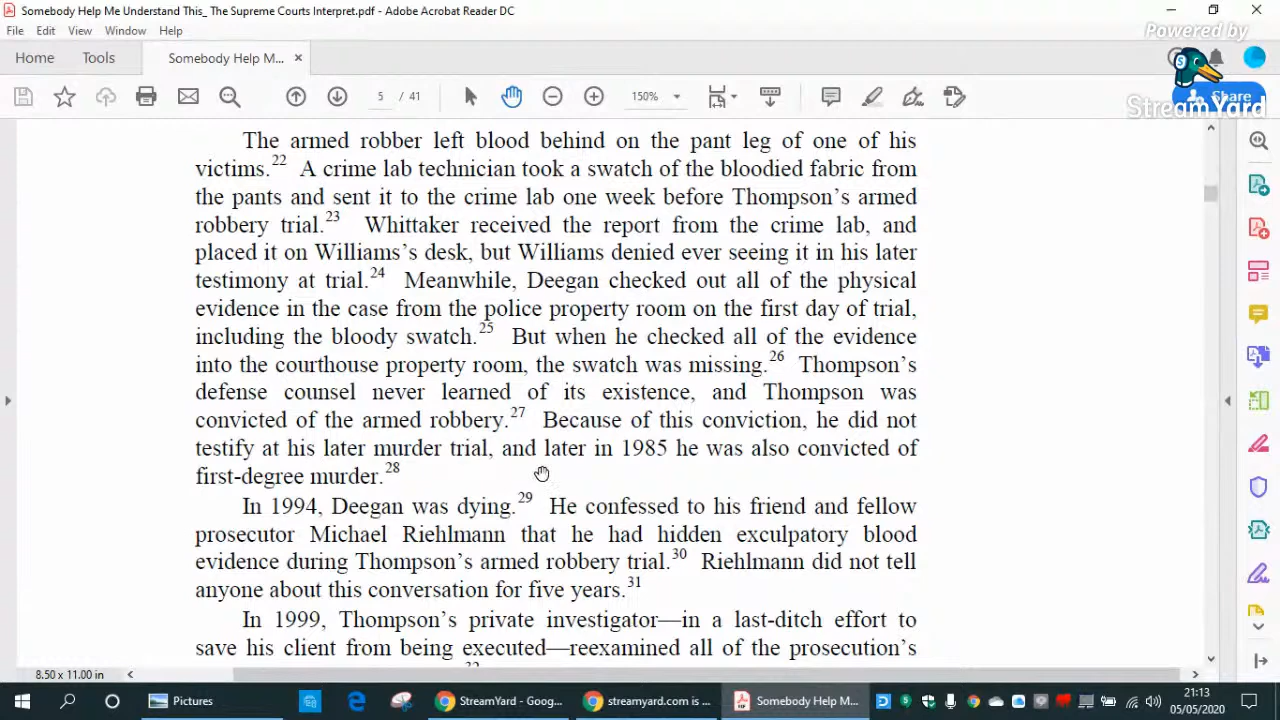 Somebody Help Me Understand This_ The Supreme Courts Interpret.pdf - Adobe Acrobat Reader DC
File Edit View Window Help
Powered by
Home Tools Somebody Help M... ×
5 / 41 150% Share
StreamYard
The armed robber left blood behind on the pant leg of one of his
victims.22 A crime lab technician took a swatch of the bloodied fabric from
the pants and sent it to the crime lab one week before Thompson's armed
robbery trial.23 Whittaker received the report from the crime lab, and
placed it on Williams's desk, but Williams denied ever seeing it in his later
testimony at trial.24 Meanwhile, Deegan checked out all of the physical
evidence in the case from the police property room on the first day of trial,
including the bloody swatch.25 But when he checked all of the evidence
into the courthouse property room, the swatch was missing.26 Thompson's
defense counsel never learned of its existence, and Thompson was
convicted of the armed robbery.27 Because of this conviction, he did not
testify at his later murder trial, and later in 1985 he was also convicted of
first-degree murder.28
In 1994, Deegan was dying.29 He confessed to his friend and fellow
prosecutor Michael Riehlmann that he had hidden exculpatory blood
evidence during Thompson's armed robbery trial.30 Riehlmann did not tell
anyone about this conversation for five years.31
In 1999, Thompson's private investigator—in a last-ditch effort to
save his client from being executed—reexamined all of the prosecution's
32
8.50 x 11.00 in
Pictures StreamYard - Goog... streamyard.com is ... Somebody Help M... 21:13
05/05/2020